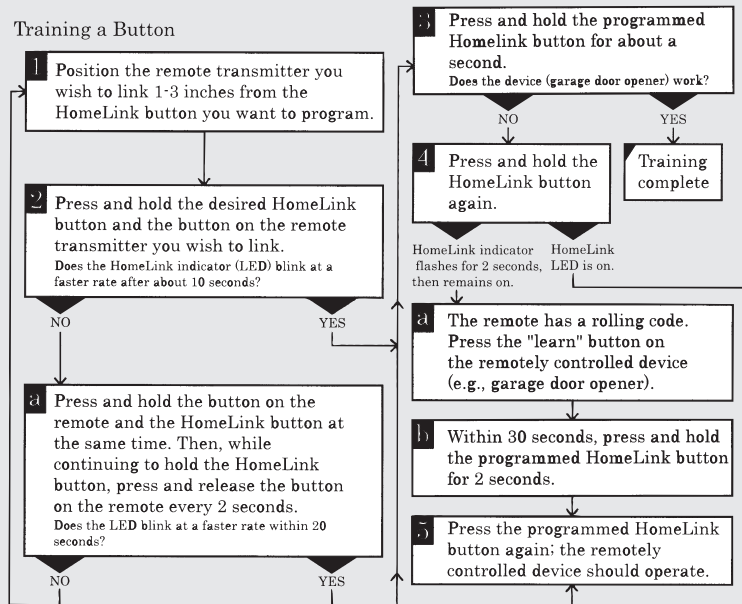 Training a Button
1
Position the remote transmitter you
wish to link 1-3 inches from the
HomeLink button you want to program.
2
Press and hold the desired HomeLink
button and the button on the remote
transmitter you wish to link.
Does the HomeLink indicator (LED) blink at a
faster rate after about 10 seconds?
NO
YES
a
Press and hold the button on the
remote and the HomeLink button at
the same time. Then, while
continuing to hold the HomeLink
button, press and release the button
on the remote every 2 seconds.
Does the LED blink at a faster rate within 20
seconds?
NO
YES
3
Press and hold the programmed
Homelink button for about a
second.
Does the device (garage door opener) work?
NO
YES
4
Press and hold the
HomeLink button
again.
Training
complete
HomeLink indicator
flashes for 2 seconds,
then remains on.
HomeLink
LED is on.
a
The remote has a rolling code.
Press the "learn" button on
the remotely controlled device
(e.g., garage door opener).
b
Within 30 seconds, press and hold
the programmed HomeLink button
for 2 seconds.
5
Press the programmed HomeLink
button again; the remotely
controlled device should operate.